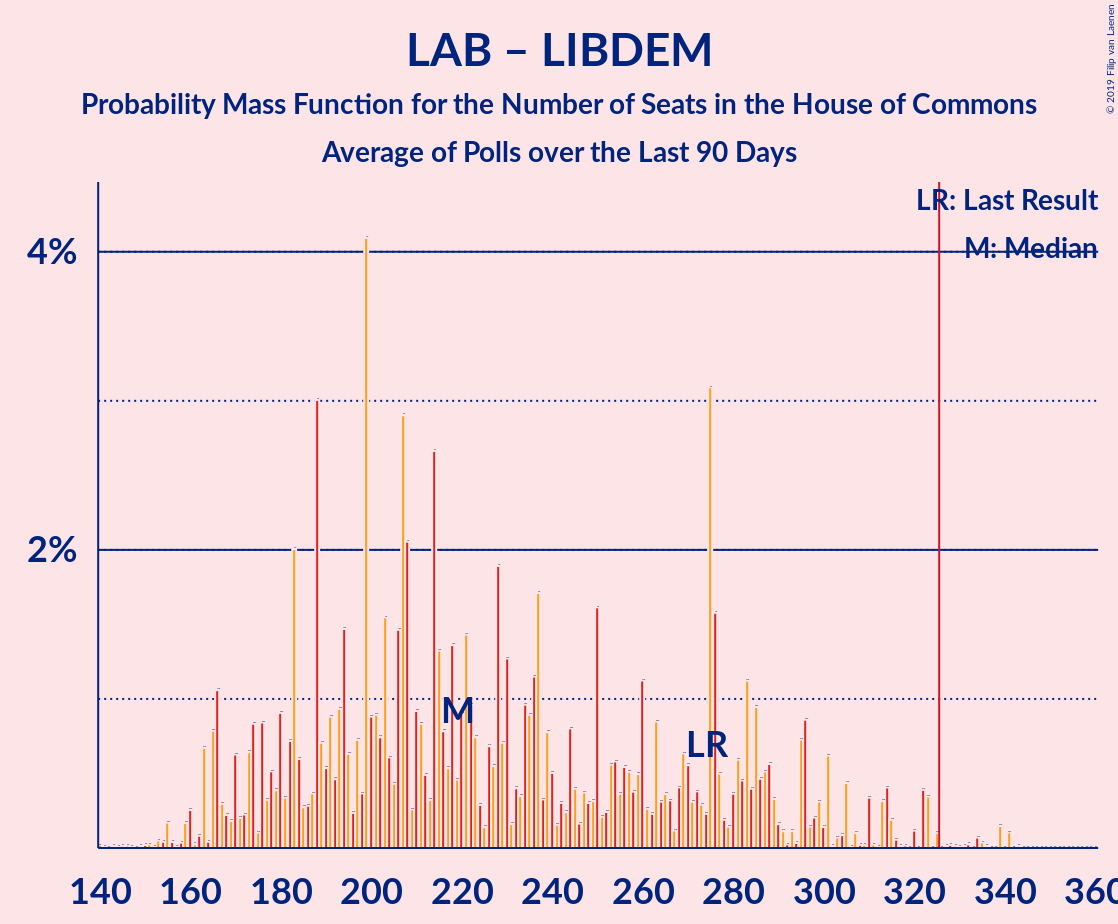 LAB – LIBDEM
Probability Mass Function for the Number of Seats in the House of Commons
Average of Polls over the Last 90 Days
© 2019 Filip van Laenen
LR: Last Result
M: Median
4%
2%
M
LR
140 160 180 200 220 240 260 280 300 320 340 360